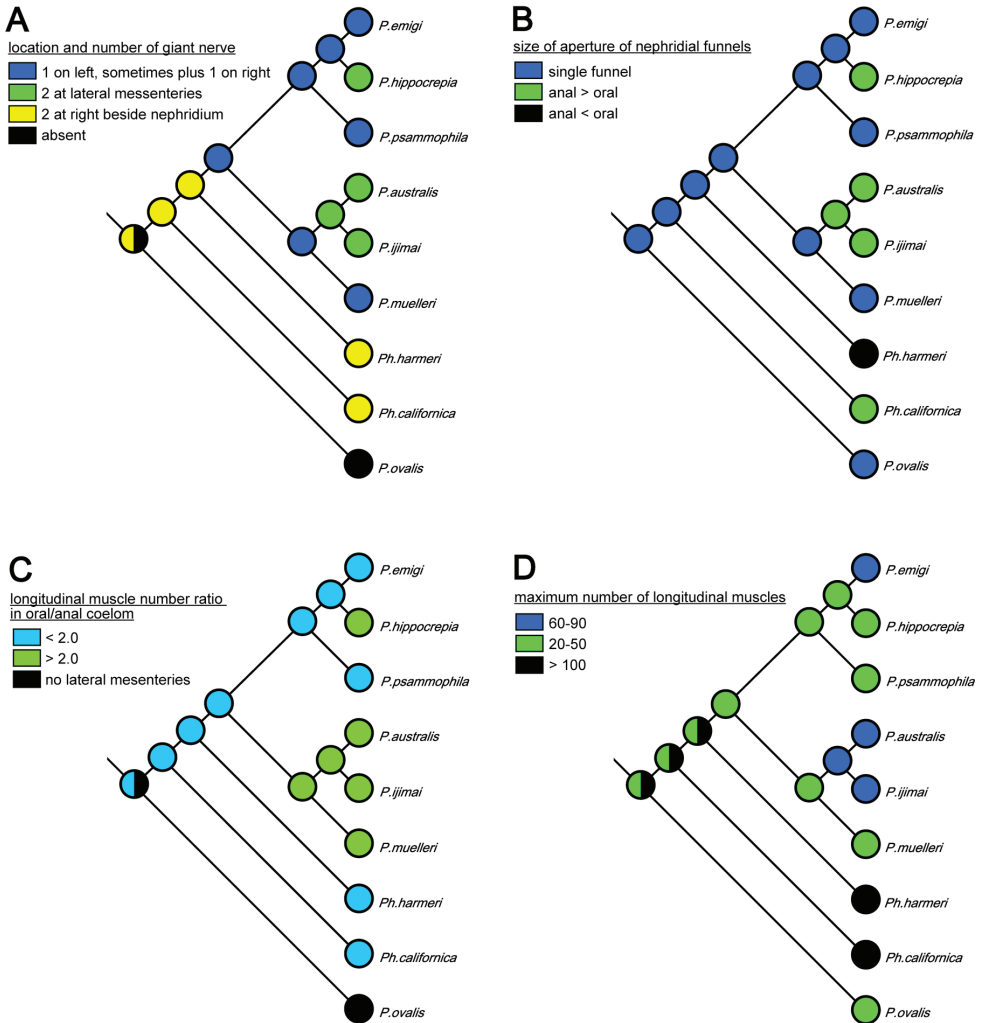 A
location and number of giant nerve
1 on left, sometimes plus 1 on right
2 at lateral messenteries
2 at right beside nephridium
absent
P.emigi
P.hippocrepia
P.psammophila
P.australis
P.ijimai
P.muelleri
Ph.harmeri
Ph.californica
P.ovalis
B
size of aperture of nephridial funnels
single funnel
anal > oral
anal < oral
P.emigi
P.hippocrepia
P.psammophila
P.australis
P.ijimai
P.muelleri
Ph.harmeri
Ph.californica
P.ovalis
C
longitudinal muscle number ratio
in oral/anal coelom
< 2.0
> 2.0
no lateral mesenteries
P.emigi
P.hippocrepia
P.psammophila
P.australis
P.ijimai
P.muelleri
Ph.harmeri
Ph.californica
P.ovalis
D
maximum number of longitudinal muscles
60-90
20-50
> 100
P.emigi
P.hippocrepia
P.psammophila
P.australis
P.ijimai
P.muelleri
Ph.harmeri
Ph.californica
P.ovalis